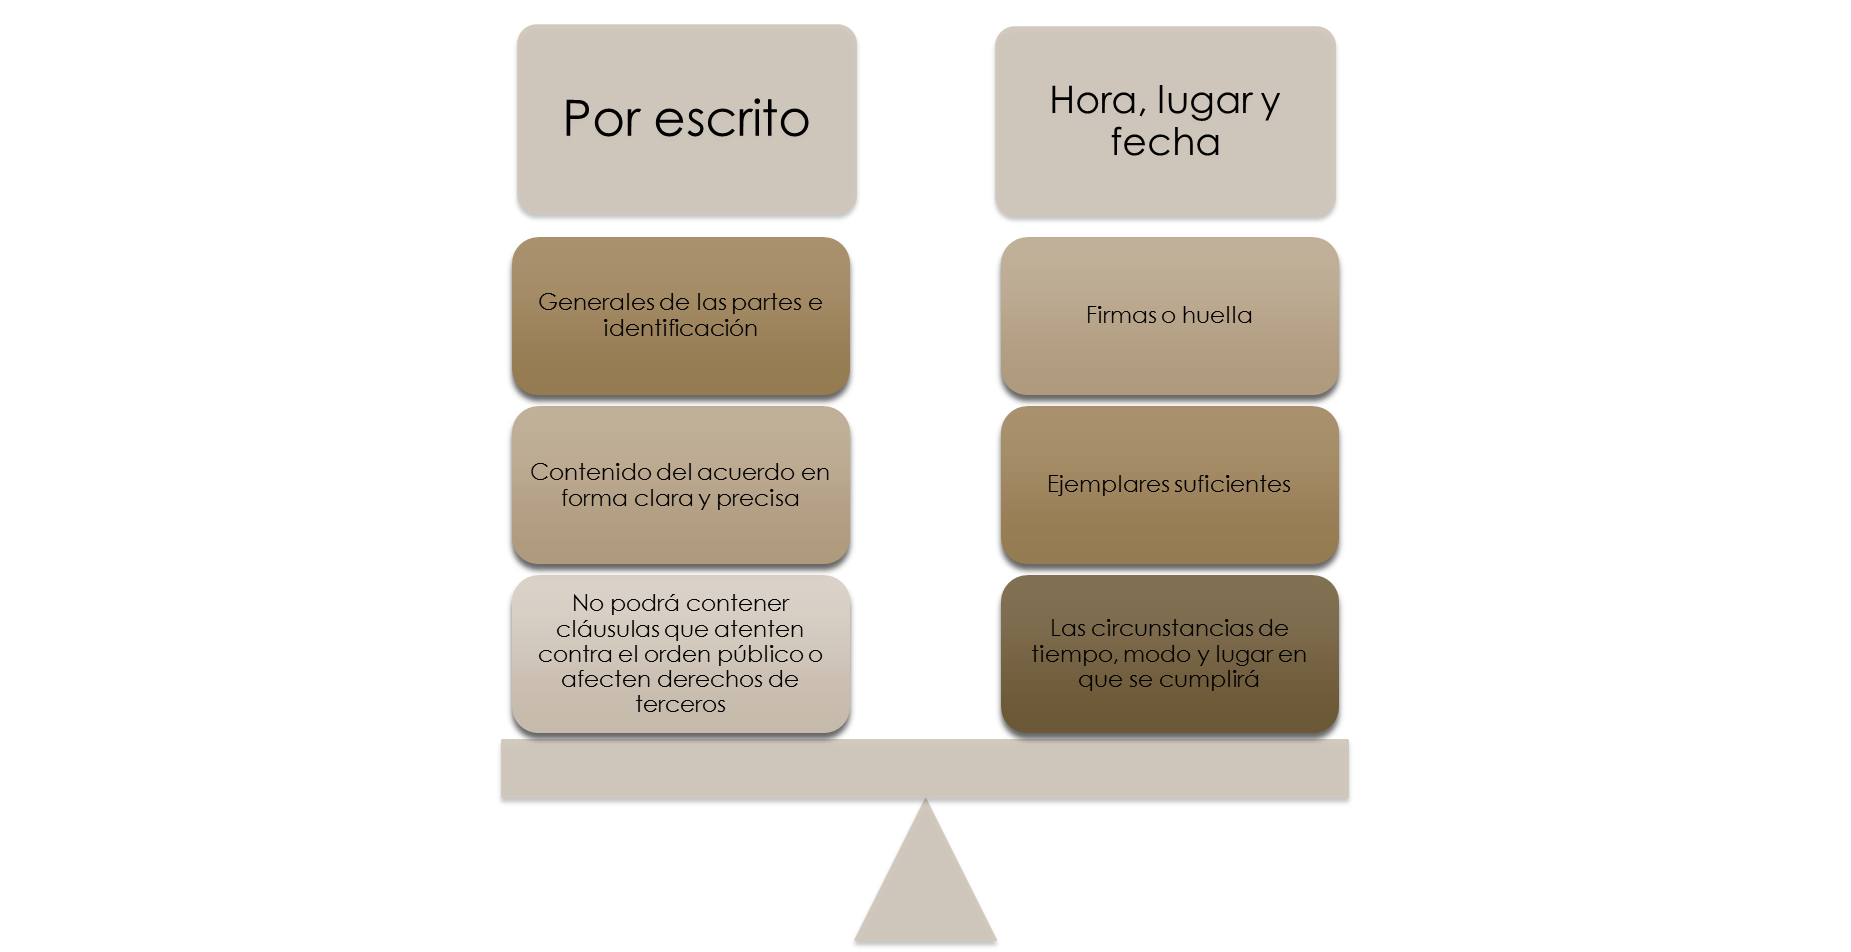 Por escrito
Hora, lugar y
fecha
Generales de las partes e
identificación
Firmas o huella
Contenido del acuerdo en
forma clara y precisa
Ejemplares suficientes
No podrá contener
cláusulas que atenten
contra el orden público o
afecten derechos de
terceros
Las circunstancias de
tiempo, modo y lugar en
que se cumplirá